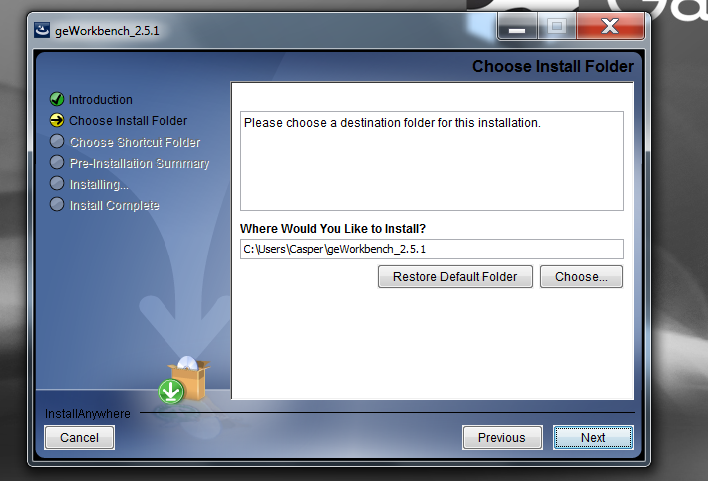 Ga
geWorkbench_2.5.1
Choose Install Folder
Introduction
Choose Install Folder
Choose Shortcut Folder
Pre-Installation Summary
Installing...
Install Complete
Please choose a destination folder for this installation.
Where Would You Like to Install?
C:\Users\Casper\geWorkbench_2.5.1
Restore Default Folder
Choose...
InstallAnywhere
Cancel
Previous
Next